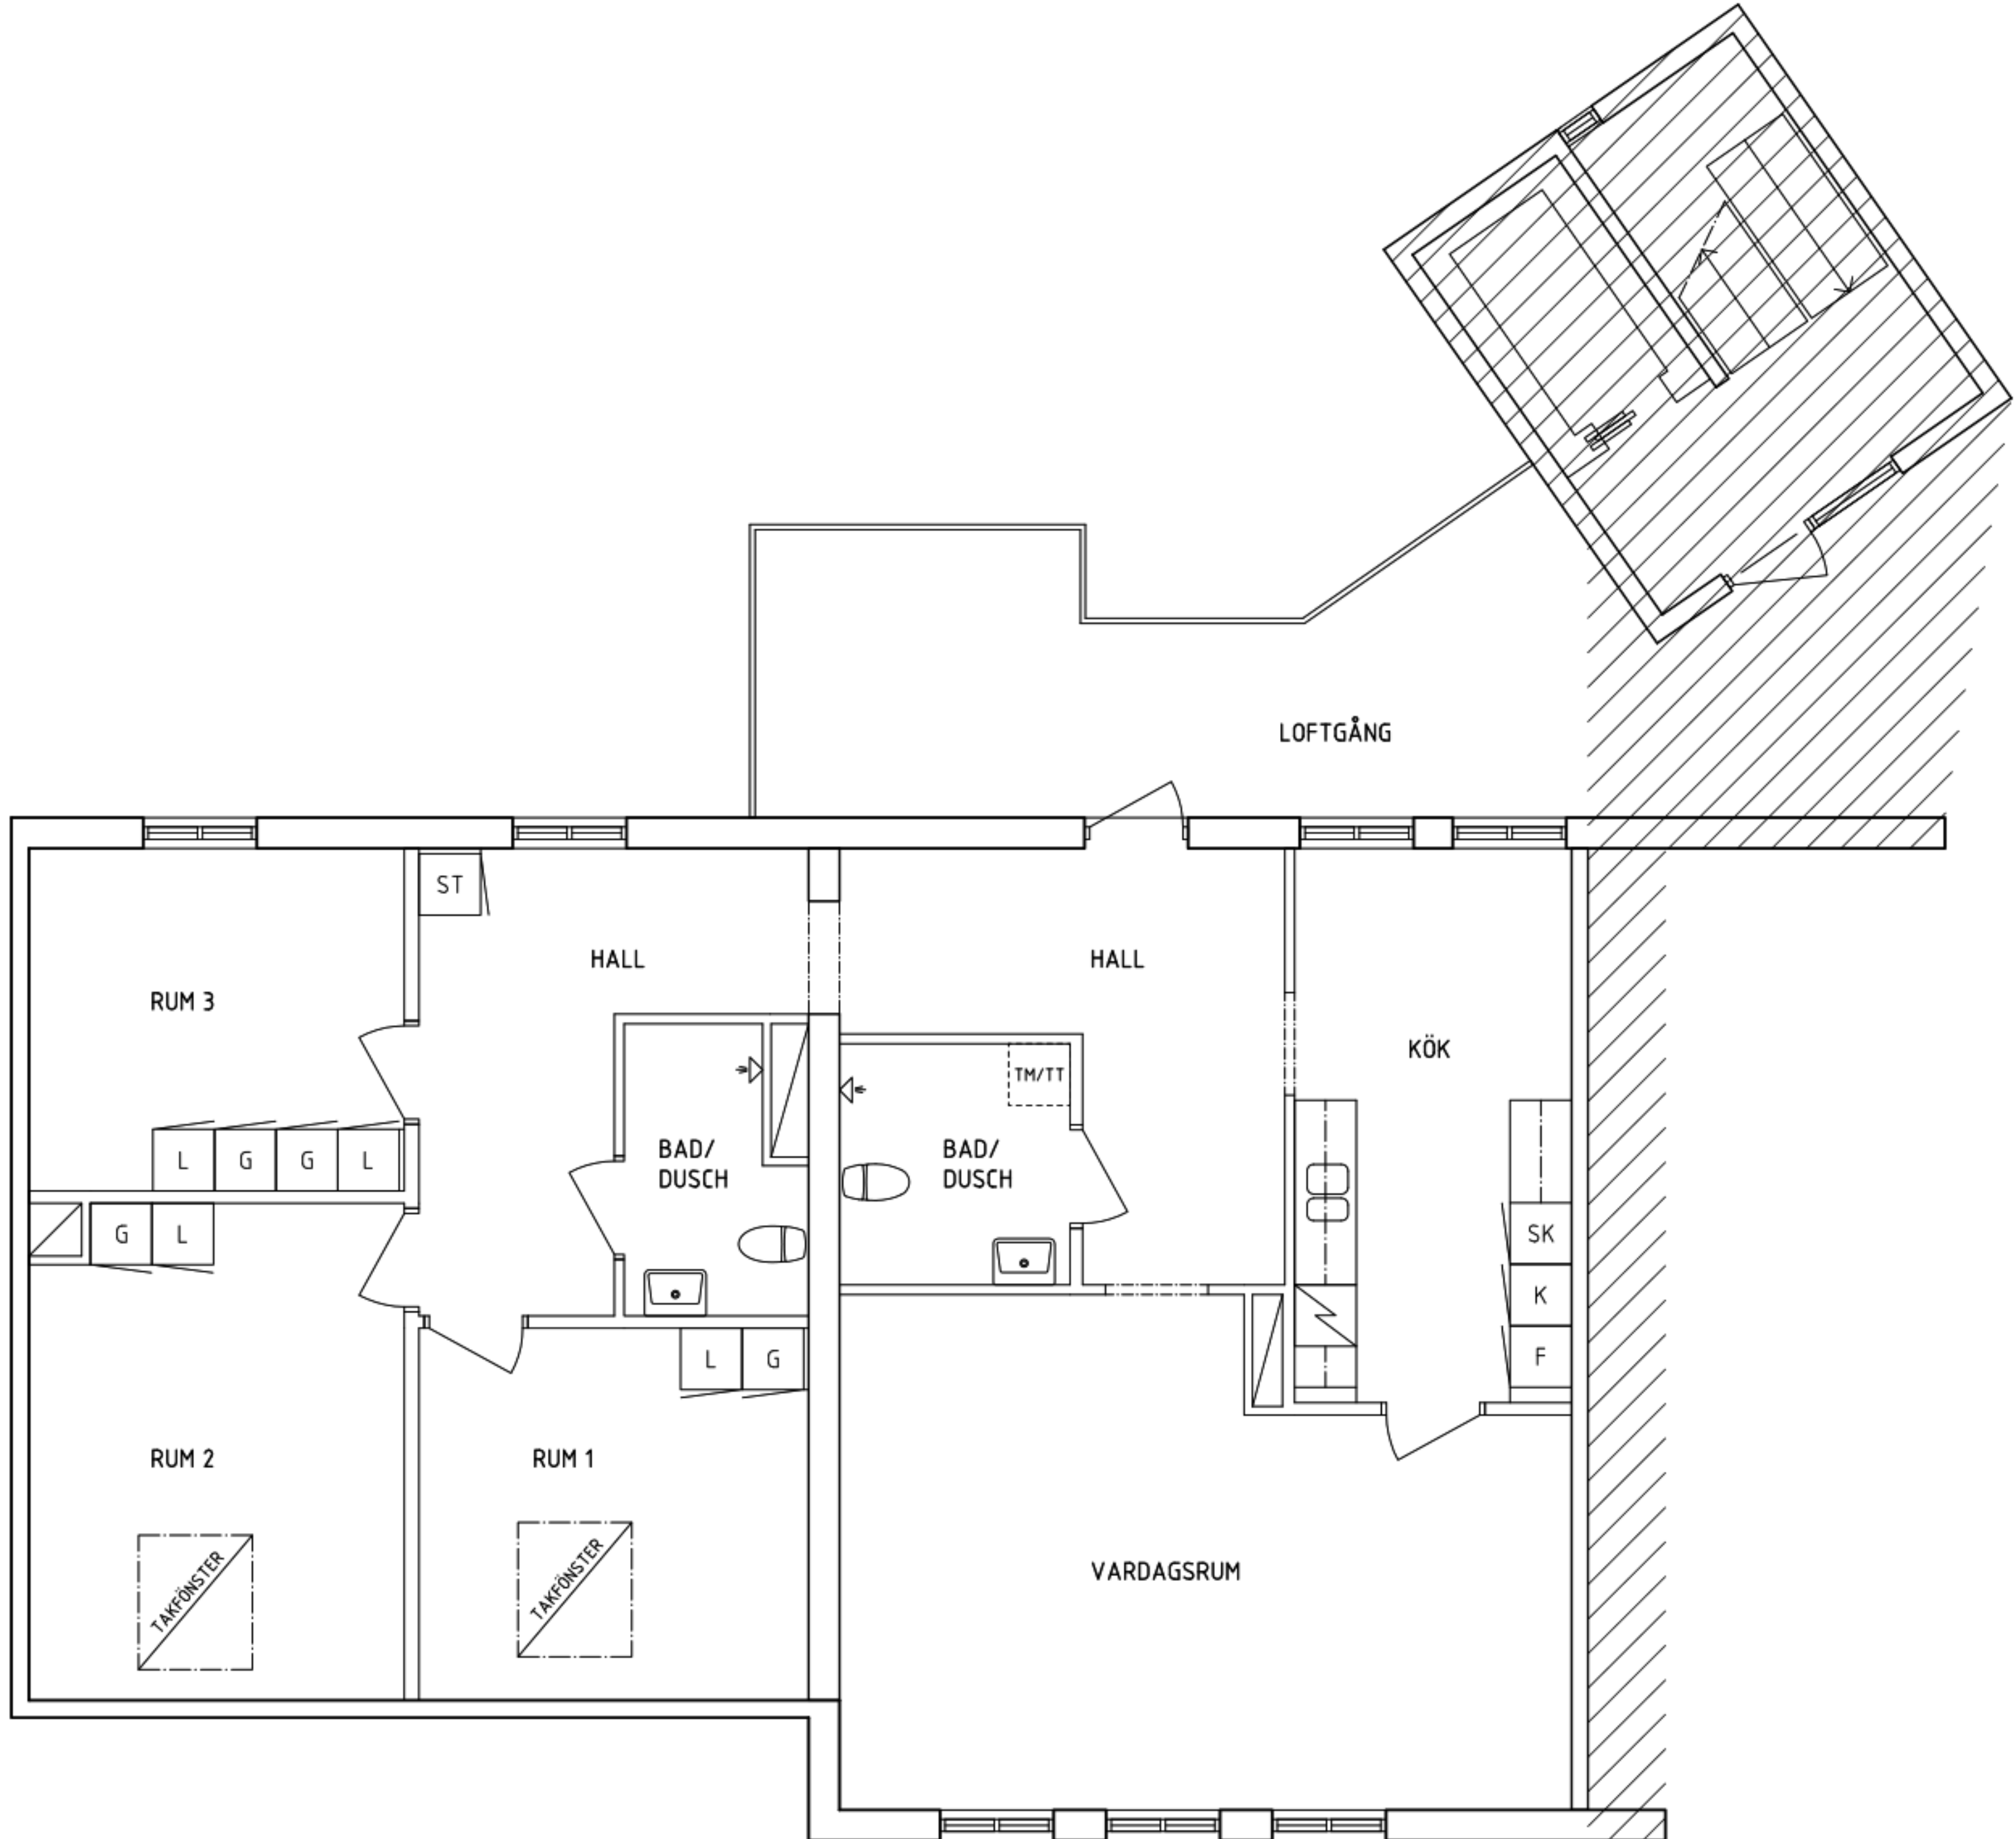 LOFTGÅNG
ST
HALL
HALL
RUM 3
KÖK
TM/TT
BAD/
DUSCH
BAD/
DUSCH
L
G
G
L
G
L
SK
K
F
L
G
RUM 2
RUM 1
TAKFÖNSTER
TAKFÖNSTER
VARDAGSRUM